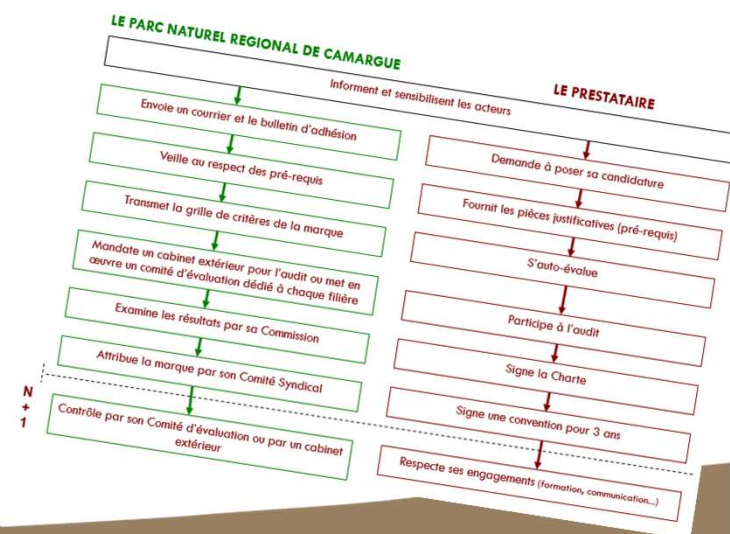 LE PARC NATUREL REGIONAL DE CAMARGUE
LE PRESTATAIRE
Informent et sensibilisent les acteurs
Envoie un courrier et le bulletin d'adhésion
Veille au respect des pré-requis
Transmet la grille de critères de la marque
Mandate un cabinet extérieur pour l'audit ou met en
œuvre un comité d'évaluation dédié à chaque filière
Examine les résultats par sa Commission
Attribue la marque par son Comité Syndical
N
+
1
Contrôle par son Comité d'évaluation ou par un cabinet
extérieur
Demande à poser sa candidature
Fournit les pièces justificatives (pré-requis)
S'auto-évalue
Participe à l'audit
Signe la Charte
Signe une convention pour 3 ans
Respecte ses engagements (formation, communication...)